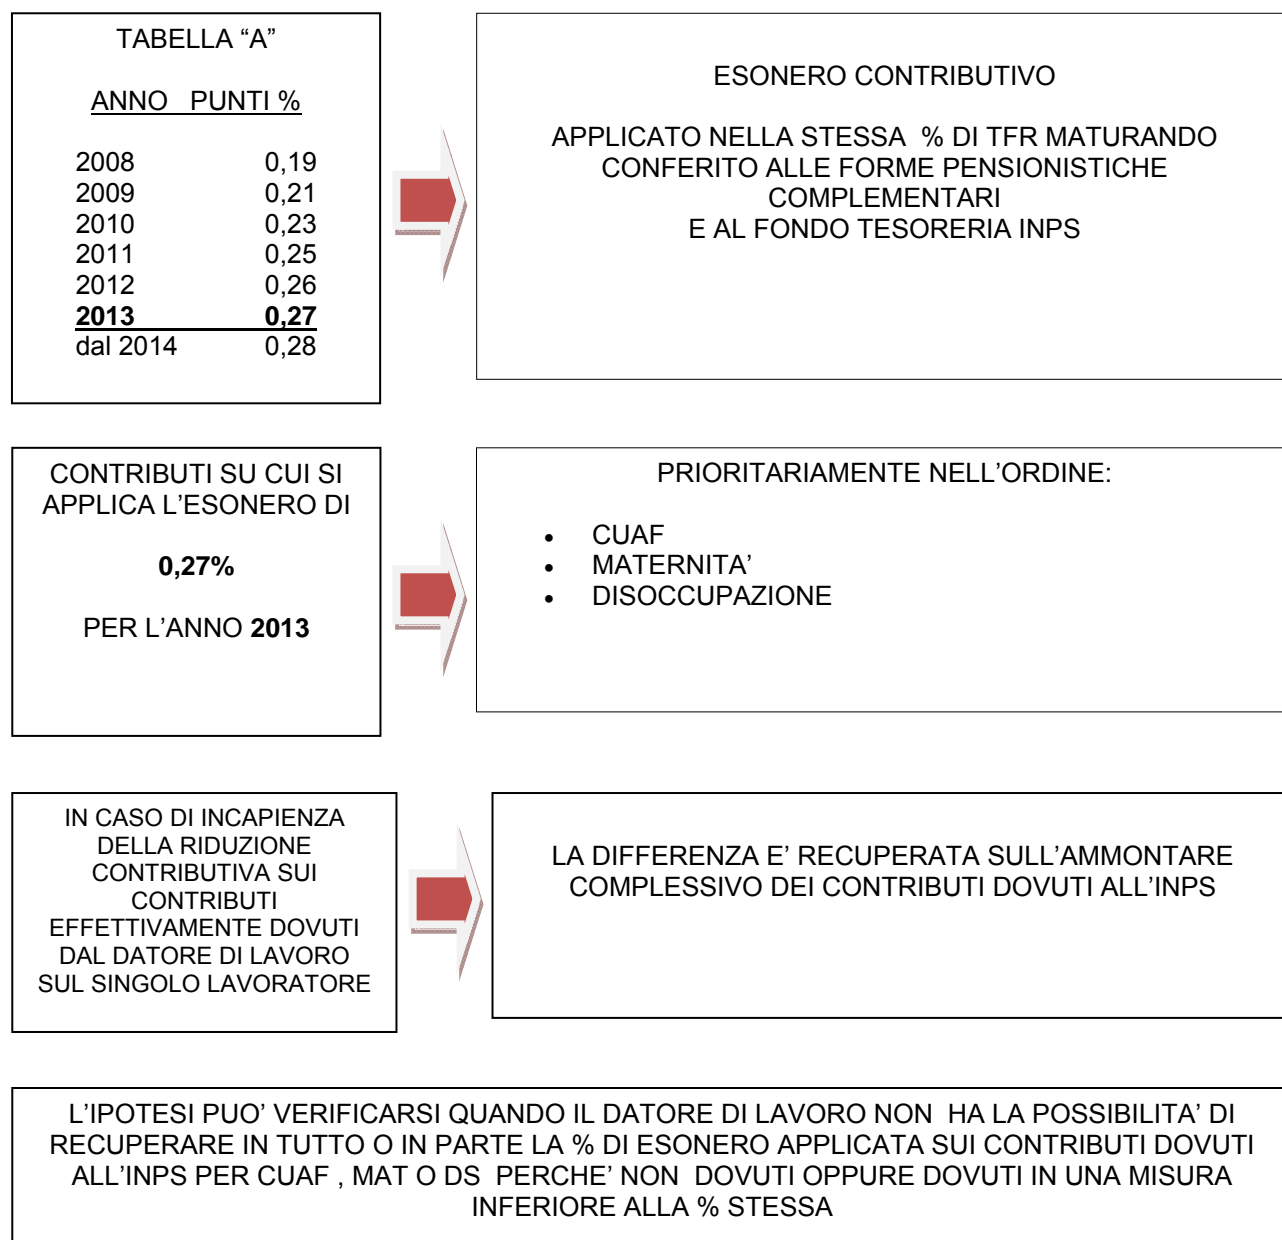 TABELLA “A”
ANNO PUNTI %
2008 0,19
2009 0,21
2010 0,23
2011 0,25
2012 0,26
2013 0,27
dal 2014 0,28
ESONERO CONTRIBUTIVO
APPLICATO NELLA STESSA % DI TFR MATURANDO
CONFERITO ALLE FORME PENSIONISTICHE
COMPLEMENTARI
E AL FONDO TESORERIA INPS
CONTRIBUTI SU CUI SI
APPLICA L’ESONERO DI
0,27%
PER L’ANNO 2013
PRIORITARIAMENTE NELL’ORDINE:
• CUAF
• MATERNITA’
• DISOCCUPAZIONE
IN CASO DI INCAPIENZA
DELLA RIDUZIONE
CONTRIBUTIVA SUI
CONTRIBUTI
EFFETTIVAMENTE DOVUTI
DAL DATORE DI LAVORO
SUL SINGOLO LAVORATORE
LA DIFFERENZA E’ RECUPERATA SULL’AMMONTARE
COMPLESSIVO DEI CONTRIBUTI DOVUTI ALL’INPS
L’IPOTESI PUO’ VERIFICARSI QUANDO IL DATORE DI LAVORO NON HA LA POSSIBILITA’ DI
RECUPERARE IN TUTTO O IN PARTE LA % DI ESONERO APPLICATA SUI CONTRIBUTI DOVUTI
ALL’INPS PER CUAF , MAT O DS PERCHE’ NON DOVUTI OPPURE DOVUTI IN UNA MISURA
INFERIORE ALLA % STESSA